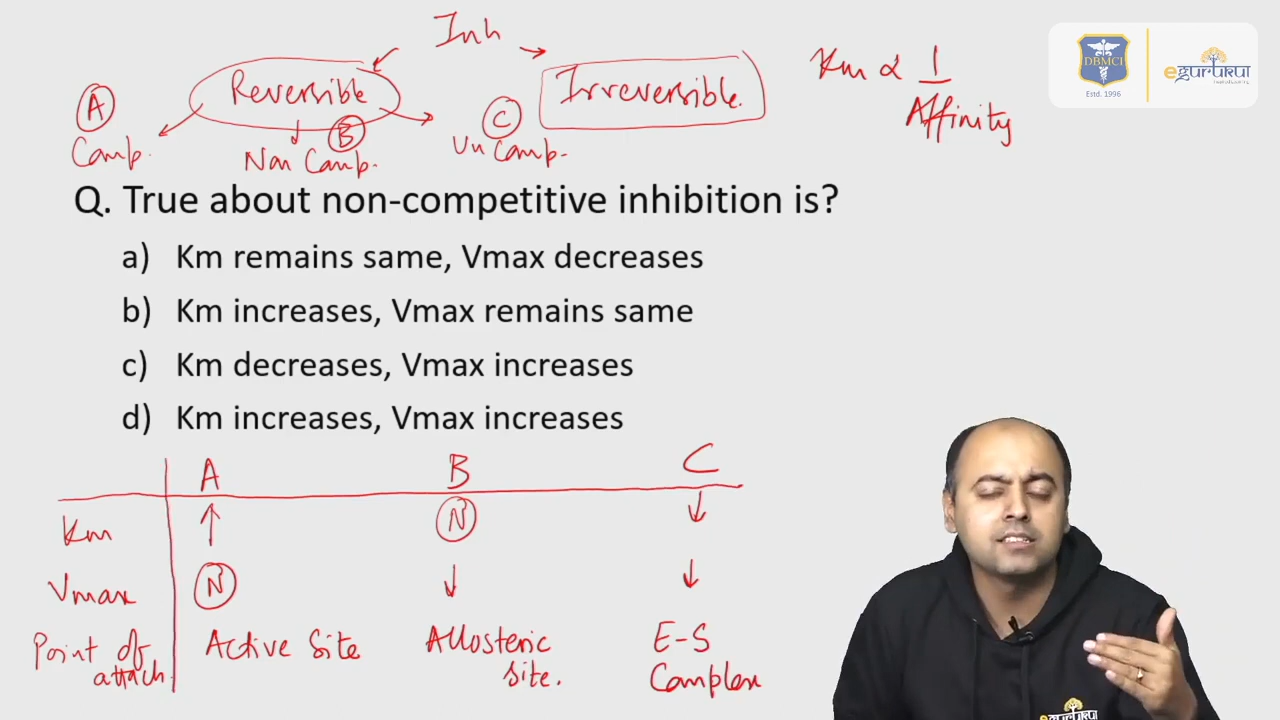 Inh
Reversible
Irreversible.
Km ∝ 1
Affinity
DBMCI
Estd. 1996
egurukul
A
Comp.
B
Non Comp.
C
Un Comp.
Q. True about non-competitive inhibition is?
a) Km remains same, Vmax decreases
b) Km increases, Vmax remains same
c) Km decreases, Vmax increases
d) Km increases, Vmax increases
A B C
Km ↑ N ↓
Vmax N ↓ ↓
Point of attach
Active Site
Allosteric
Site.
E-S
Complex
egurukul